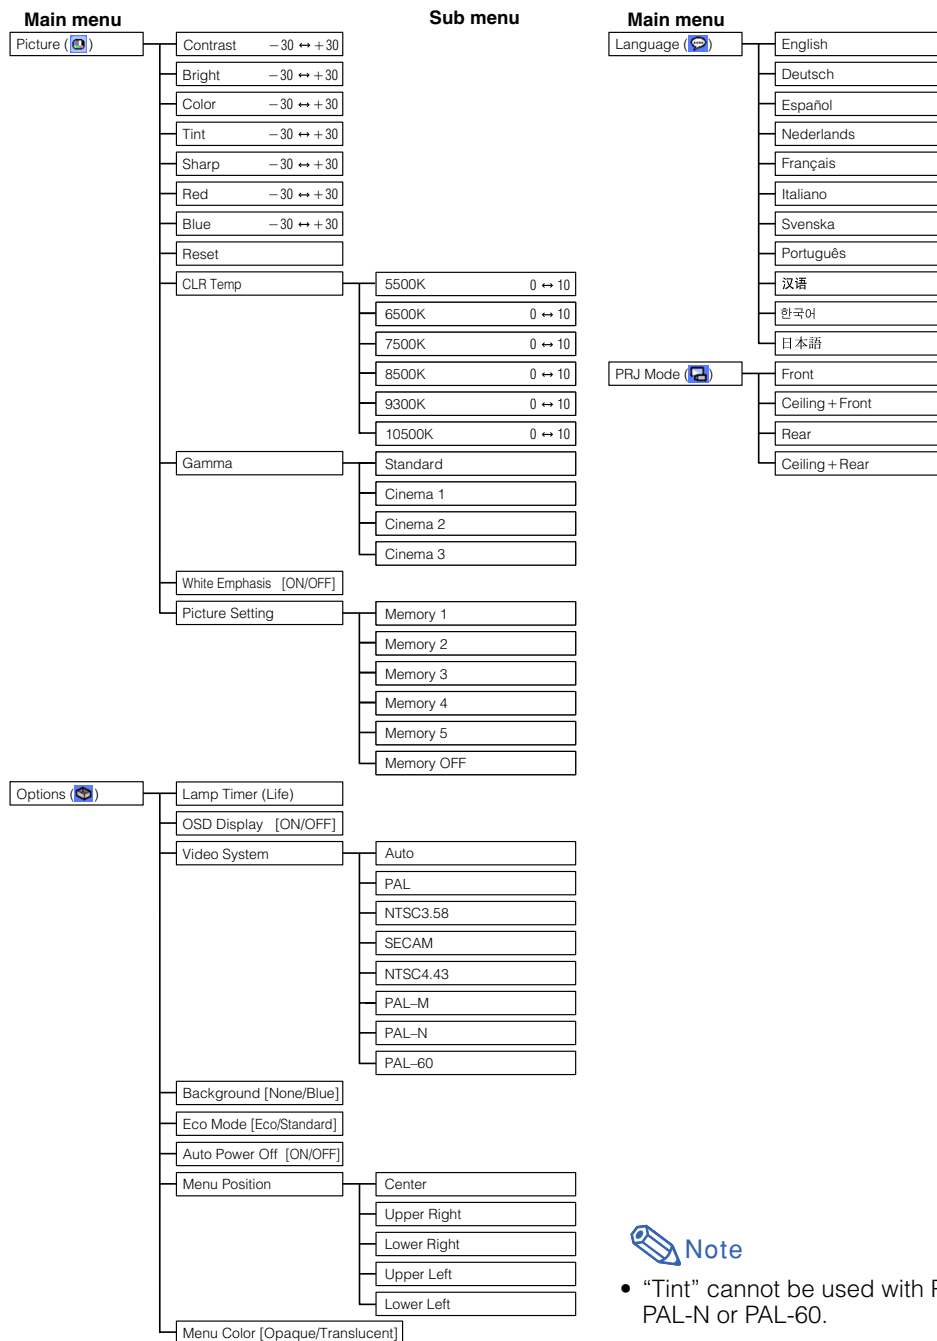 Main menu
Sub menu
Main menu
Picture ( )
Contrast −30 ↔ +30
Bright −30 ↔ +30
Color −30 ↔ +30
Tint −30 ↔ +30
Sharp −30 ↔ +30
Red −30 ↔ +30
Blue −30 ↔ +30
Reset
CLR Temp
5500K 0 ↔ 10
6500K 0 ↔ 10
7500K 0 ↔ 10
8500K 0 ↔ 10
9300K 0 ↔ 10
10500K 0 ↔ 10
Gamma
Standard
Cinema 1
Cinema 2
Cinema 3
White Emphasis [ON/OFF]
Picture Setting
Memory 1
Memory 2
Memory 3
Memory 4
Memory 5
Memory OFF
Options ( )
Lamp Timer (Life)
OSD Display [ON/OFF]
Video System
Auto
PAL
NTSC3.58
SECAM
NTSC4.43
PAL–M
PAL–N
PAL–60
Background [None/Blue]
Eco Mode [Eco/Standard]
Auto Power Off [ON/OFF]
Menu Position
Center
Upper Right
Lower Right
Upper Left
Lower Left
Menu Color [Opaque/Translucent]
Language ( )
English
Deutsch
Español
Nederlands
Français
Italiano
Svenska
Português
汉语
한국어
日本語
PRJ Mode ( )
Front
Ceiling+Front
Rear
Ceiling+Rear
Note
• “Tint” cannot be used with
PAL-N or PAL-60.